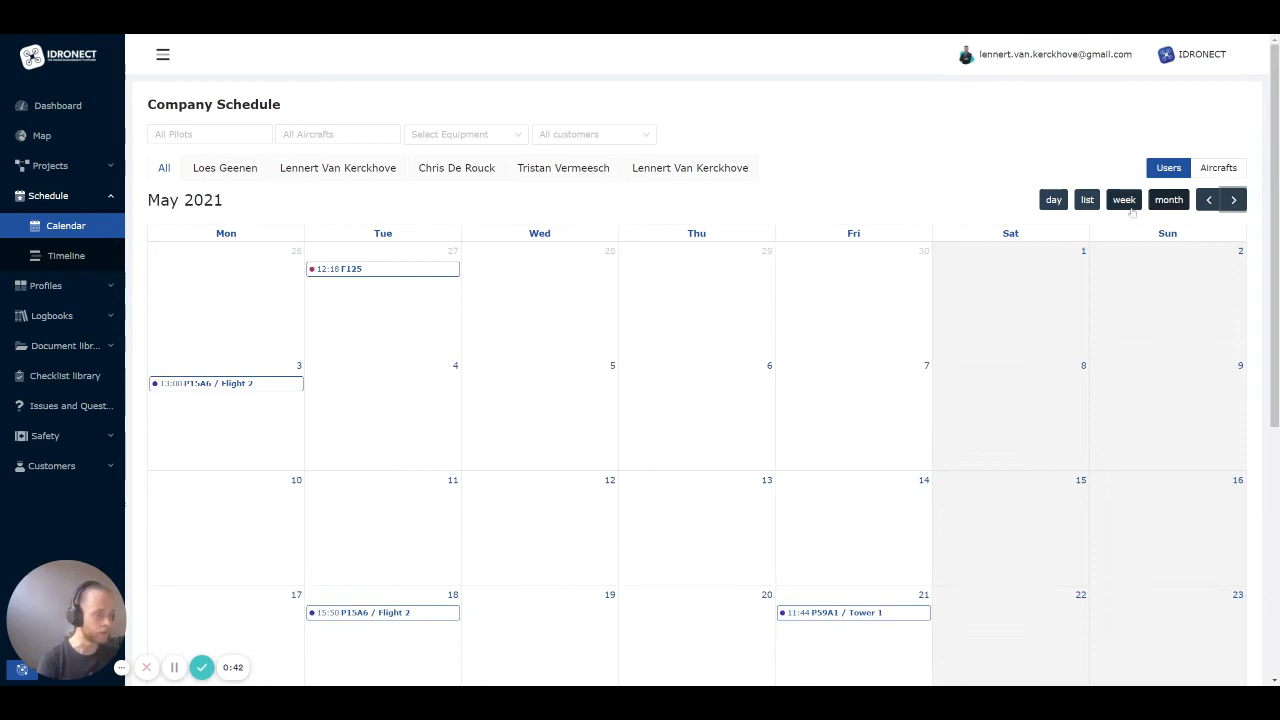 IDRONECT
THE DRONE MANAGEMENT PLATFORM
lennert.van.kerckhove@gmail.com
IDRONECT
Dashboard
Map
Projects
Schedule
Calendar
Timeline
Profiles
Logbooks
Document libr...
Checklist library
Issues and Quest...
Safety
Customers
Company Schedule
All Pilots
All Aircrafts
Select Equipment
All customers
All
Loes Geenen
Lennert Van Kerckhove
Chris De Rouck
Tristan Vermeesch
Lennert Van Kerckhove
Users
Aircrafts
May 2021
day
list
week
month
Mon Tue Wed Thu Fri Sat Sun
26 27 28 29 30 1 2
12:18 F125
3 4 5 6 7 8 9
13:00 P15A6 / Flight 2
10 11 12 13 14 15 16
17 18 19 20 21 22 23
15:50 P15A6 / Flight 2
11:44 P59A1 / Tower 1
0:42